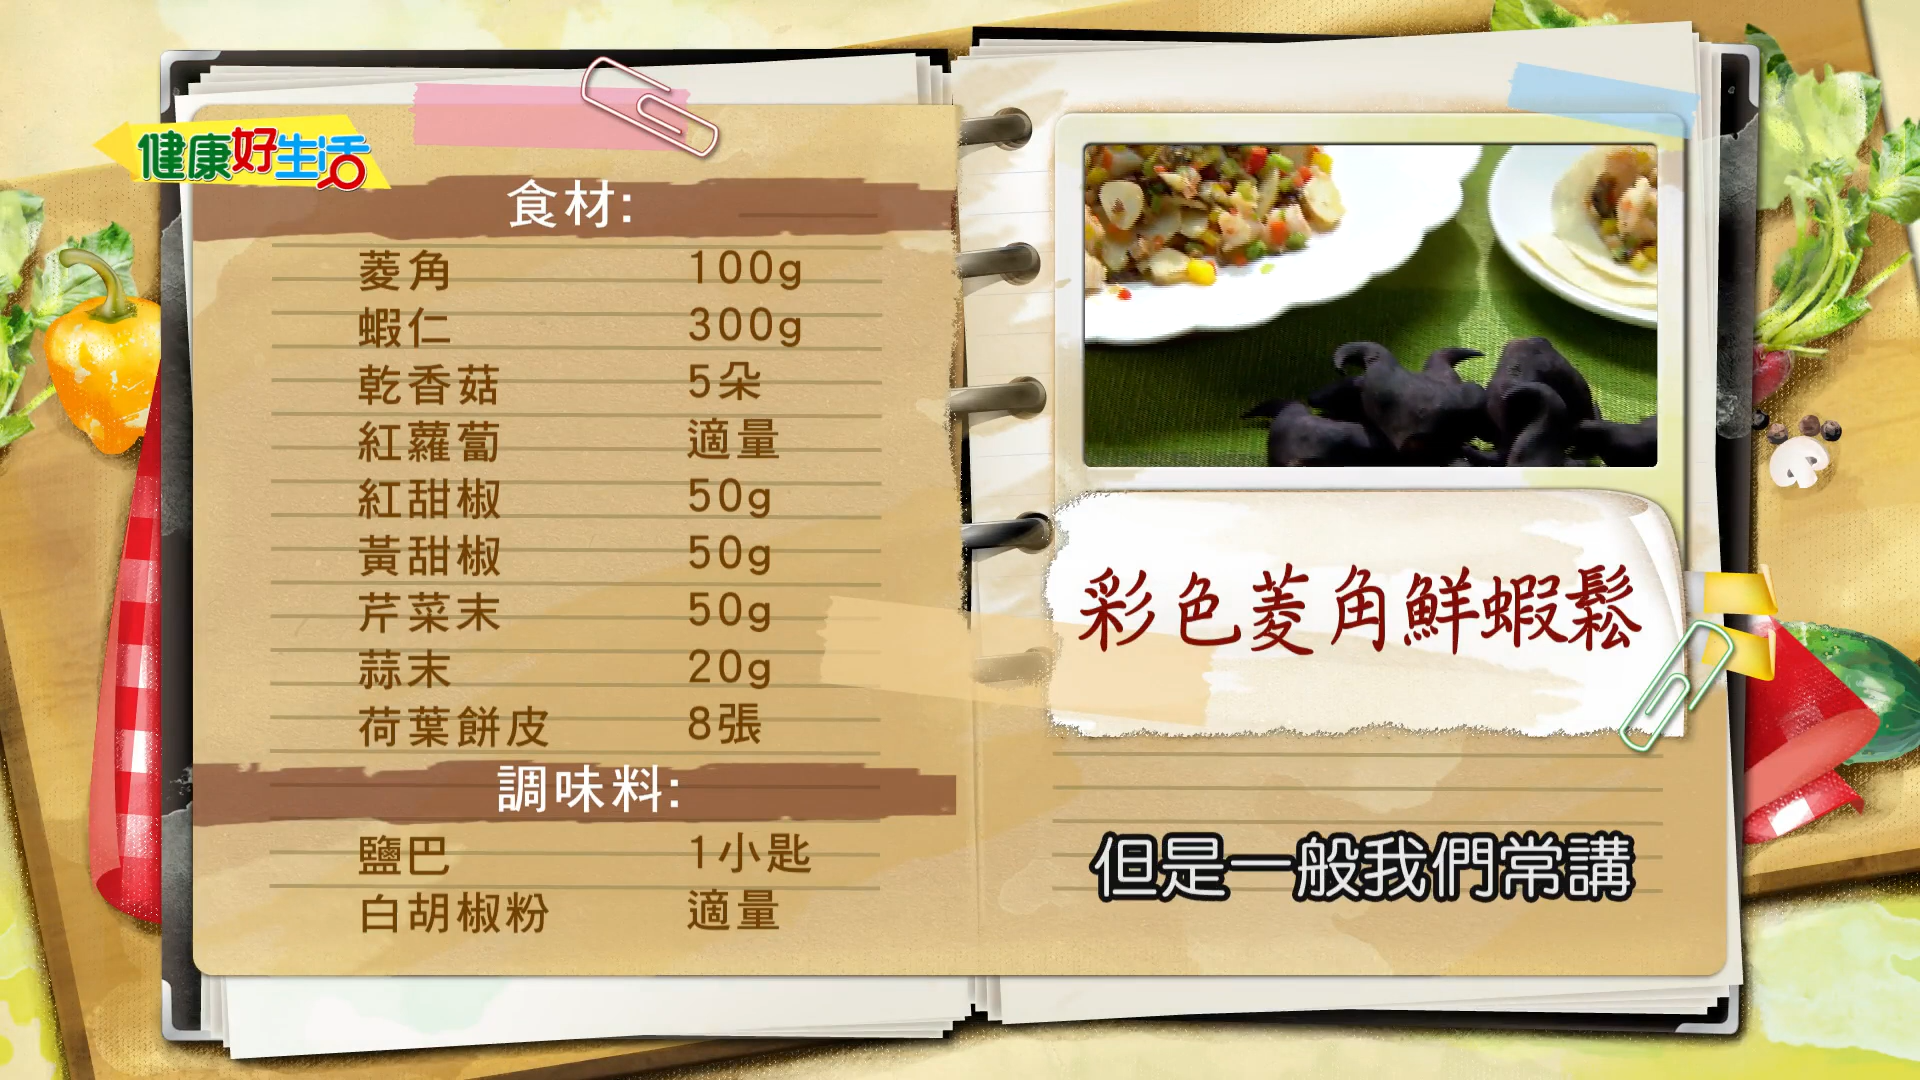 健康好生活
食材:
菱角 100g
蝦仁 300g
乾香菇 5朵
紅蘿蔔 適量
紅甜椒 50g
黃甜椒 50g
芹菜末 50g
蒜末 20g
荷葉餅皮 8張
調味料:
鹽巴 1小匙
白胡椒粉 適量
彩色菱角鮮蝦鬆
但是一般我們常講